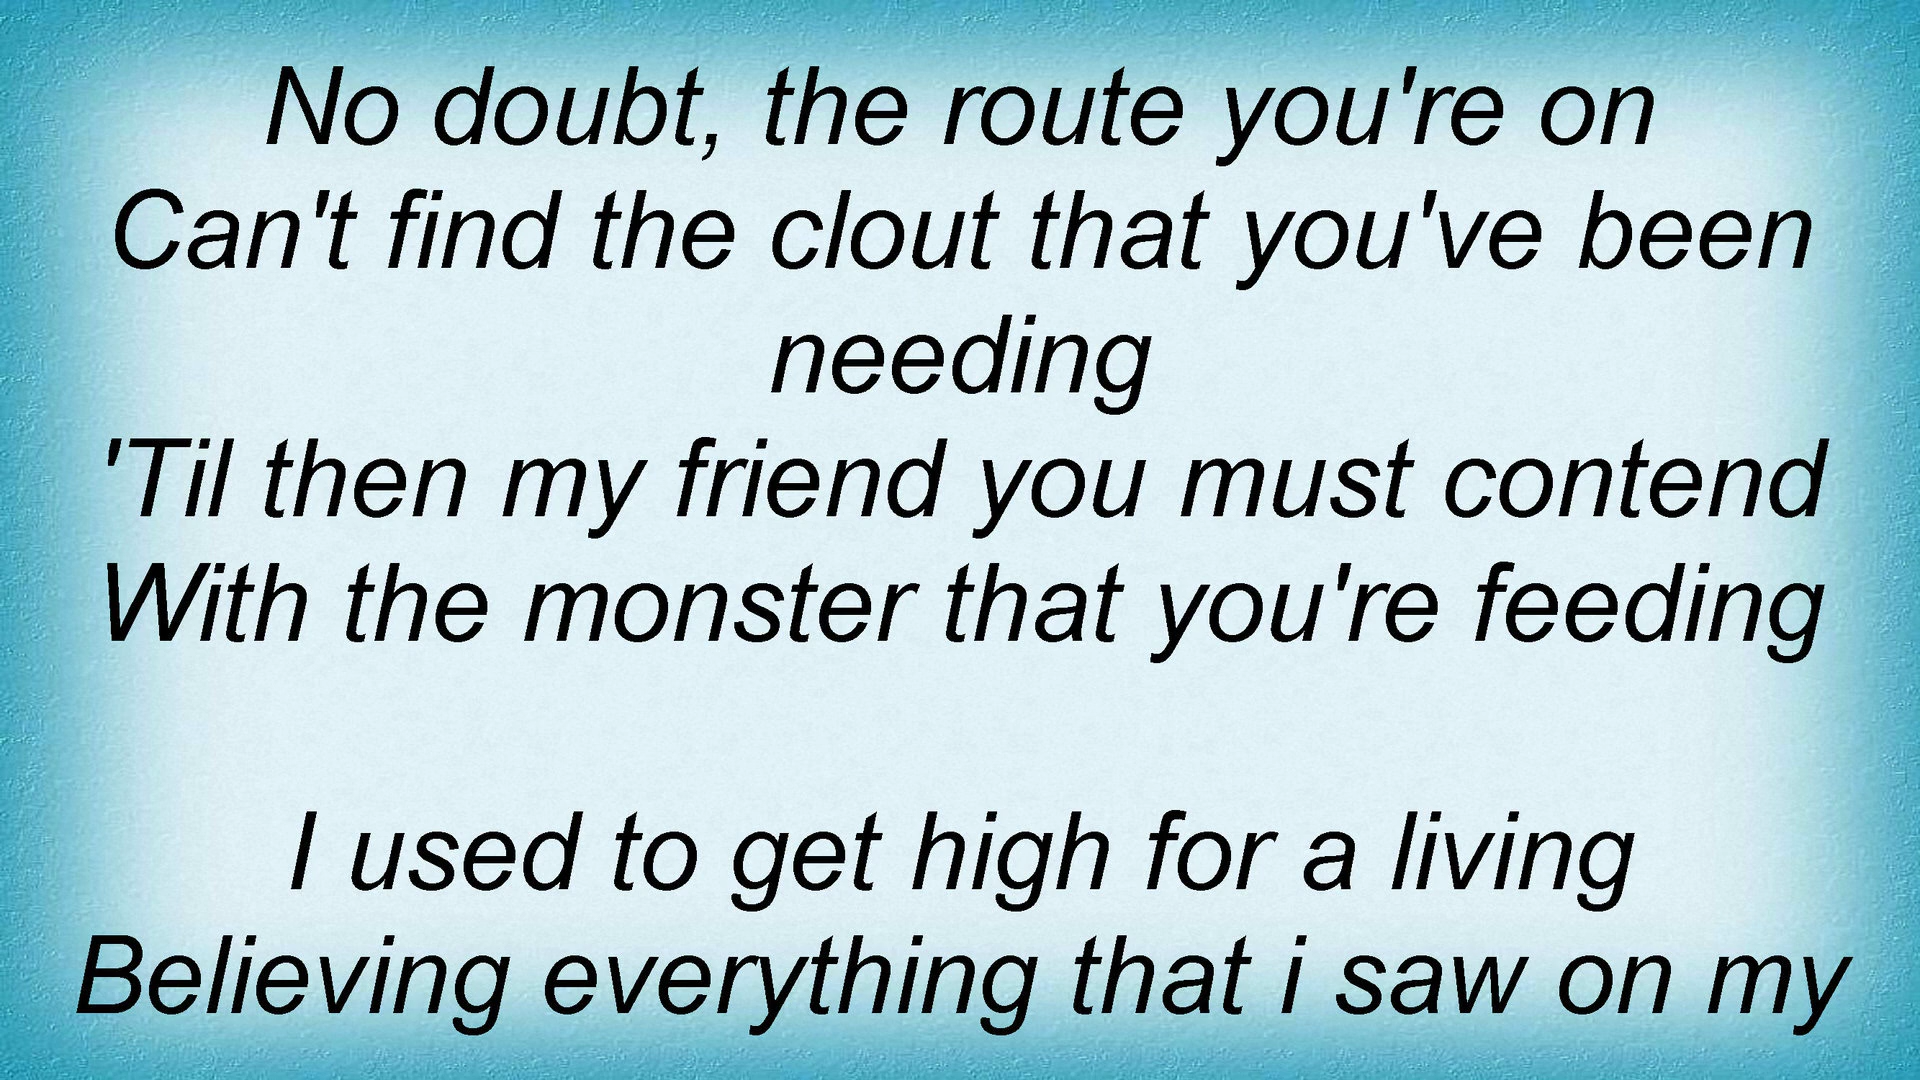 No doubt, the route you're on
Can't find the clout that you've been
needing
'Til then my friend you must contend
With the monster that you're feeding
I used to get high for a living
Believing everything that i saw on my